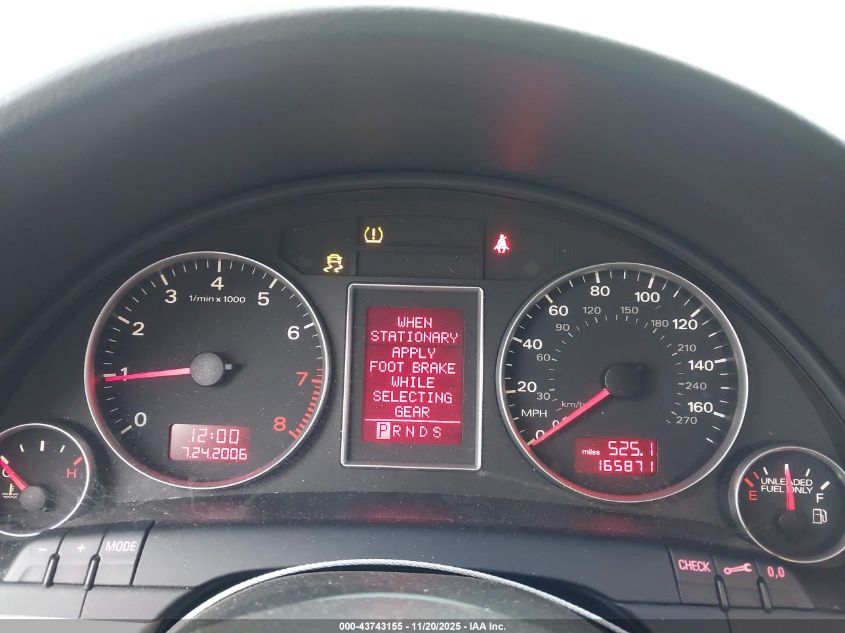 1/min x 1000
0 1 2 3 4 5 6 7 8
12:00
7.24.2006
WHEN
STATIONARY
APPLY
FOOT BRAKE
WHILE
SELECTING
GEAR
P R N D S
0 20 40 60 80 100 120 140 160
MPH
0 30 60 90 120 150 180 210 240 270
km/h
miles 525.1
165871
C H
UNLEADED
FUEL ONLY
E F
- + MODE
CHECK 0,0
000-43743155 - 11/20/2025 - IAA Inc.